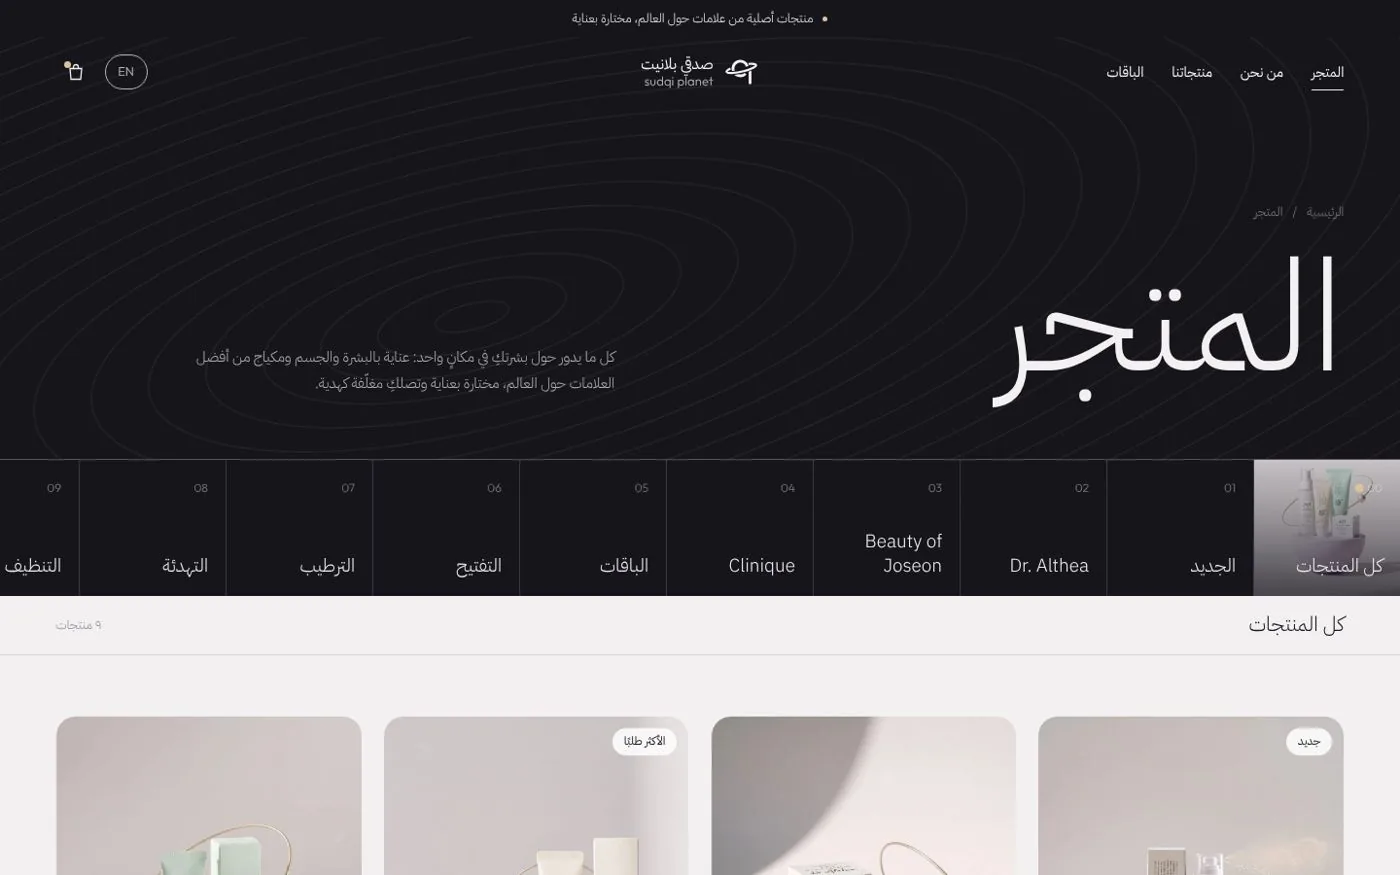 منتجات أصلية من علامات حول العالم، مختارة بعناية
المتجر
من نحن
منتجاتنا
الباقات
صدقي بلانيت
sudqi planet
EN
الرئيسية / المتجر
المتجر
كل ما يدور حول بشرتكِ في مكانٍ واحد: عناية بالبشرة والجسم ومكياج من أفضل
العلامات حول العالم، مختارة بعناية وتصلكِ مغلّفة كهدية.
كل المنتجات
01
الجديد
02
Dr. Althea
03
Beauty of
Joseon
04
Clinique
05
الباقات
06
التفتيح
07
الترطيب
08
التهدئة
09
التنظيف
كل المنتجات
٩ منتجات
جديد
الأكثر طلبًا